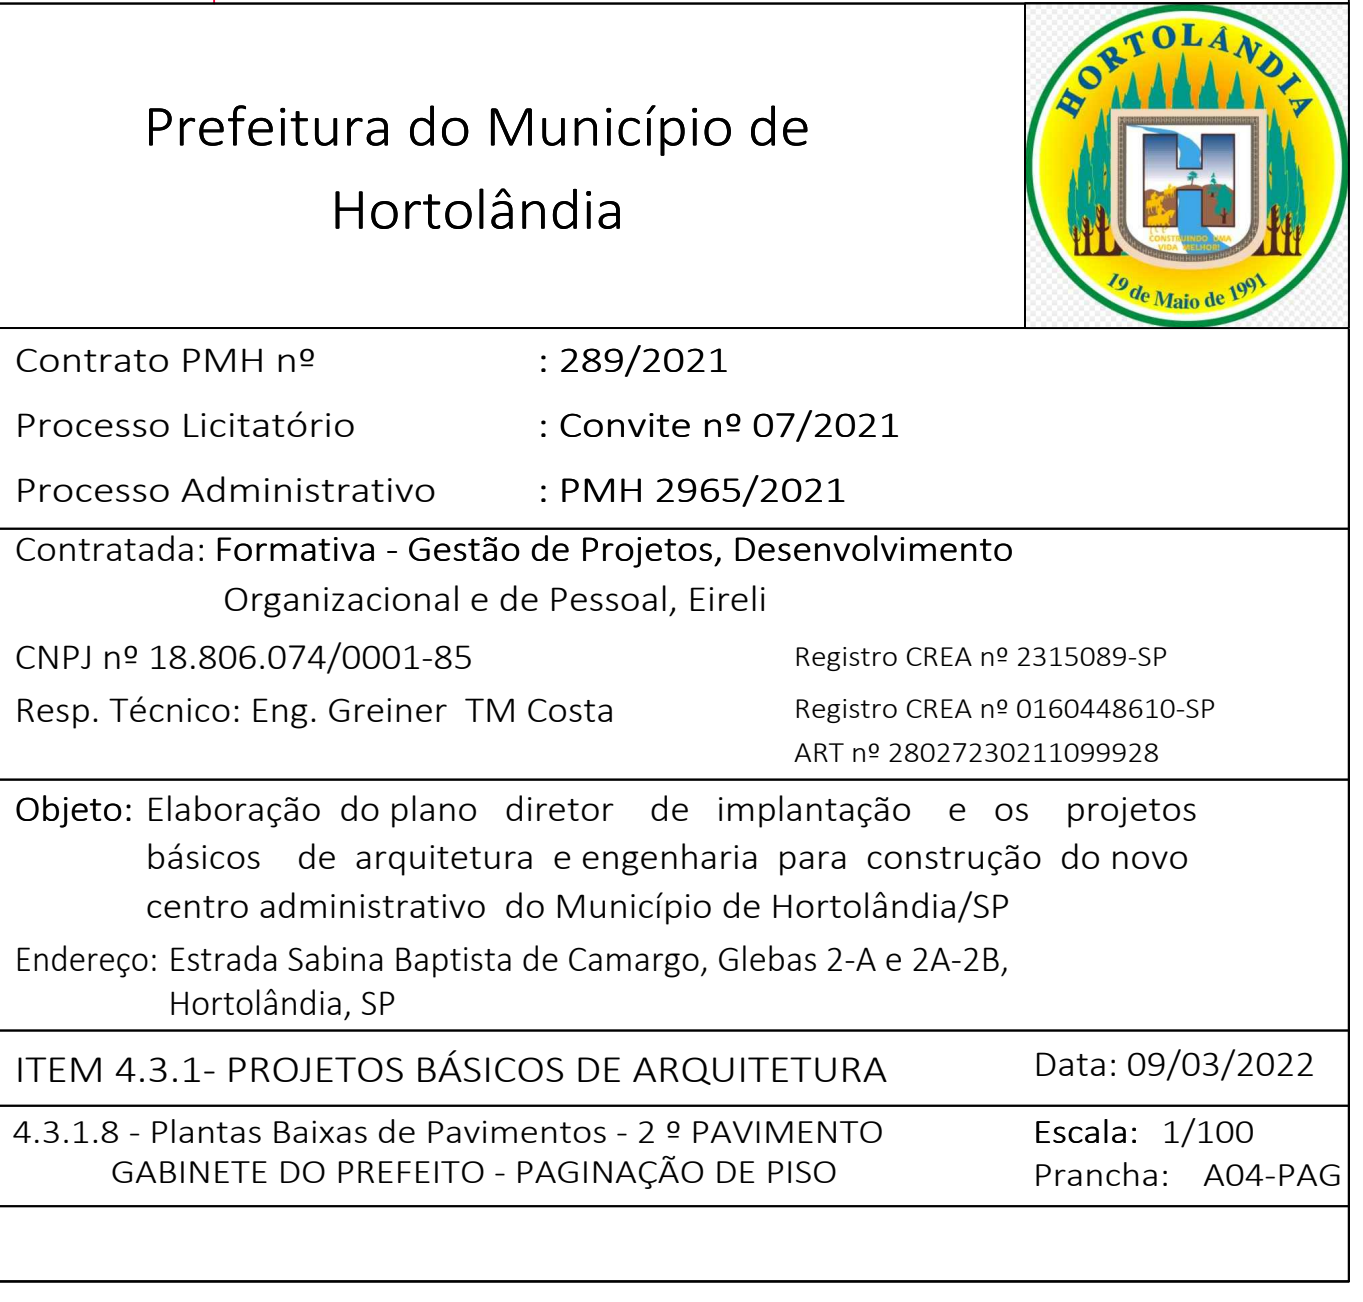 Prefeitura do Município de
Hortolândia
HORTOLÂNDIA
CONSTRUINDO UMA
VIDA MELHOR!
19 de Maio de 1991
Contrato PMH nº : 289/2021
Processo Licitatório : Convite nº 07/2021
Processo Administrativo : PMH 2965/2021
Contratada: Formativa - Gestão de Projetos, Desenvolvimento
Organizacional e de Pessoal, Eireli
CNPJ nº 18.806.074/0001-85 Registro CREA nº 2315089-SP
Resp. Técnico: Eng. Greiner TM Costa Registro CREA nº 0160448610-SP
ART nº 28027230211099928
Objeto: Elaboração do plano diretor de implantação e os projetos
básicos de arquitetura e engenharia para construção do novo
centro administrativo do Município de Hortolândia/SP
Endereço: Estrada Sabina Baptista de Camargo, Glebas 2-A e 2A-2B,
Hortolândia, SP
ITEM 4.3.1- PROJETOS BÁSICOS DE ARQUITETURA Data: 09/03/2022
4.3.1.8 - Plantas Baixas de Pavimentos - 2 º PAVIMENTO Escala: 1/100
GABINETE DO PREFEITO - PAGINAÇÃO DE PISO Prancha: A04-PAG